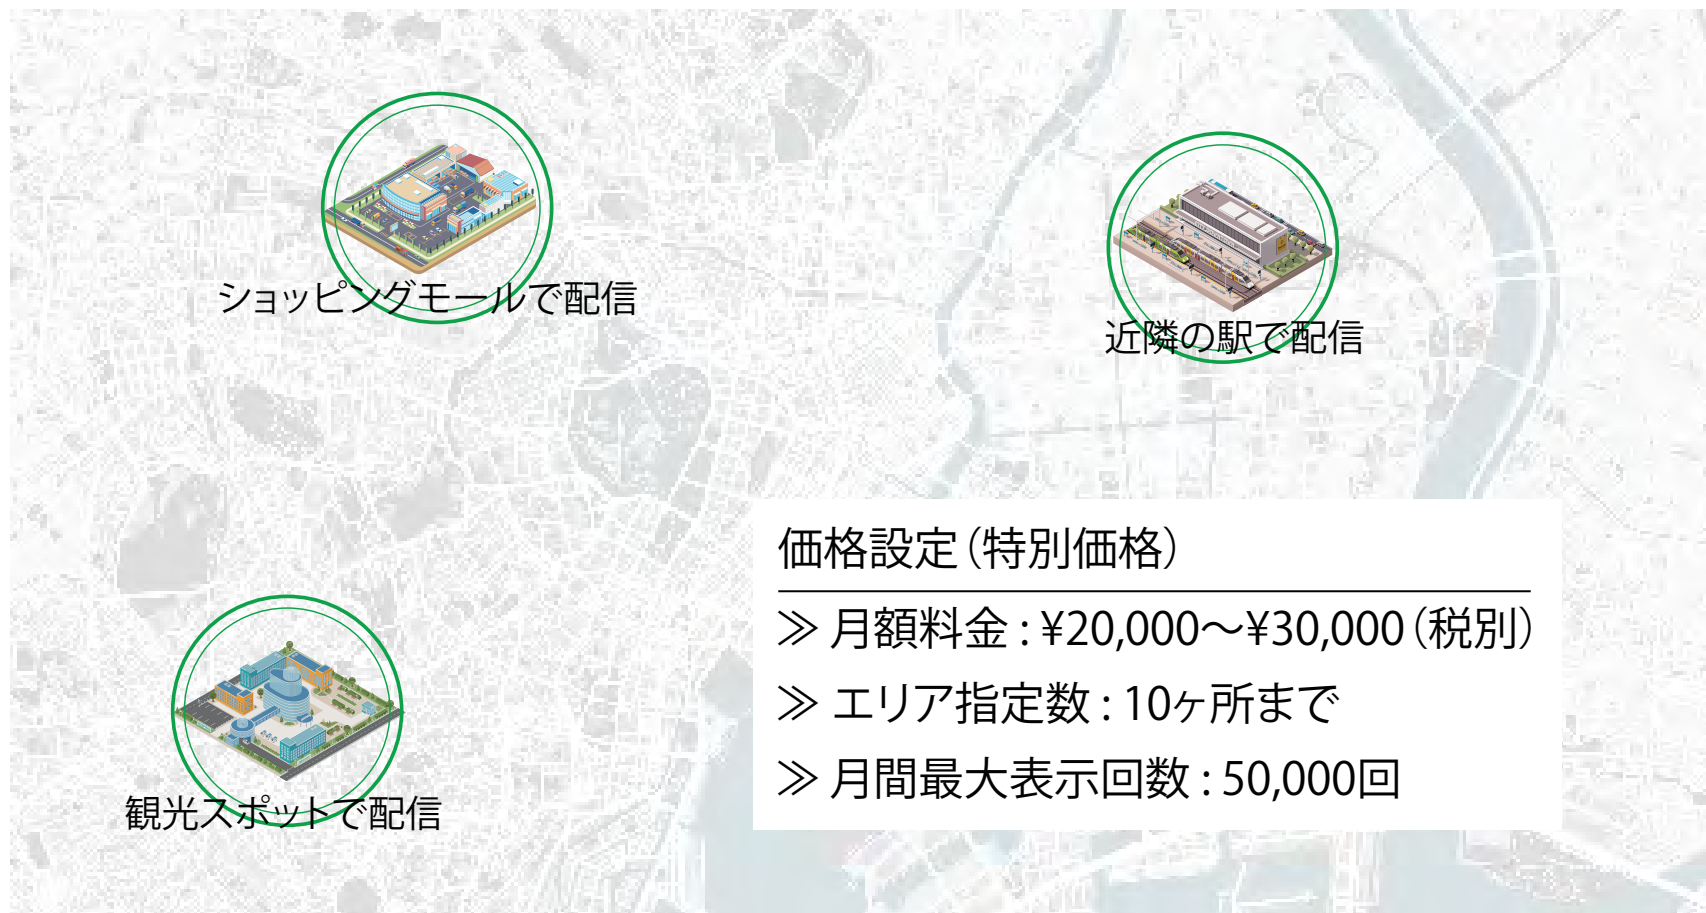 ショッピングモールで配信
近隣の駅で配信
価格設定（特別価格）
≫ 月額料金 : ¥20,000〜¥30,000（税別）
≫ エリア指定数 : 10ヶ所まで
≫ 月間最大表示回数 : 50,000回
観光スポットで配信